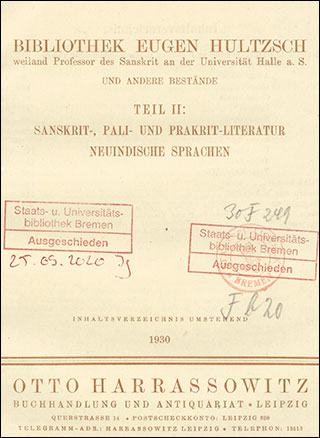 BIBLIOTHEK EUGEN HULTZSCH
weiland Professor des Sanskrit an der Universität Halle a. S.
UND ANDERE BESTÄNDE
TEIL II:
SANSKRIT-, PALI- UND PRAKRIT-LITERATUR
NEUINDISCHE SPRACHEN
Staats- u. Universitäts-
bibliothek Bremen
Ausgeschieden
25.09.2020
30 F 249
Staats- u. Universitäts-
bibliothek Bremen
Ausgeschieden
BREMEN
20
INHALTSVERZEICHNIS UMSTEHEND
1930
OTTO HARRASSOWITZ
BUCHHANDLUNG UND ANTIQUARIAT • LEIPZIG
QUERSTRASSE 14 • POSTSCHECKKONTO: LEIPZIG
TELEGRAMM-ADR.: HARRASSOWITZ LEIPZIG • TELEPHON: